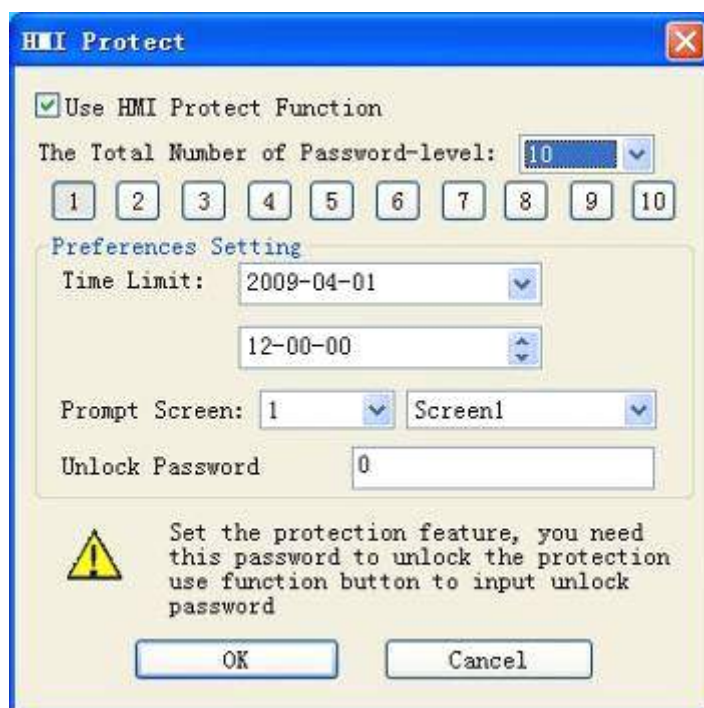 HMI Protect
Use HMI Protect Function
The Total Number of Password-level: 10
1 2 3 4 5 6 7 8 9 10
Preferences Setting
Time Limit: 2009-04-01
12-00-00
Prompt Screen: 1 Screen1
Unlock Password 0
Set the protection feature, you need
this password to unlock the protection
use function button to input unlock
password
OK Cancel